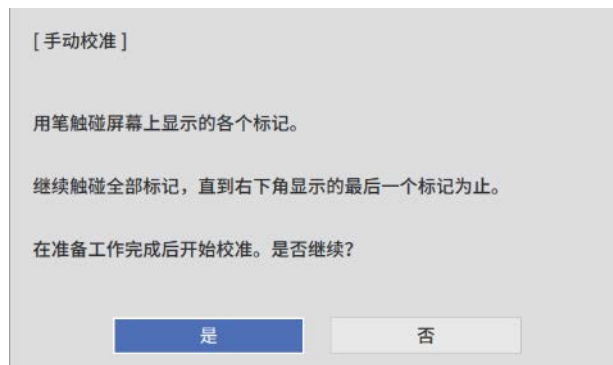 [ 手动校准 ]
用笔触碰屏幕上显示的各个标记。
继续触碰全部标记，直到右下角显示的最后一个标记为止。
在准备工作完成后开始校准。是否继续?
是
否